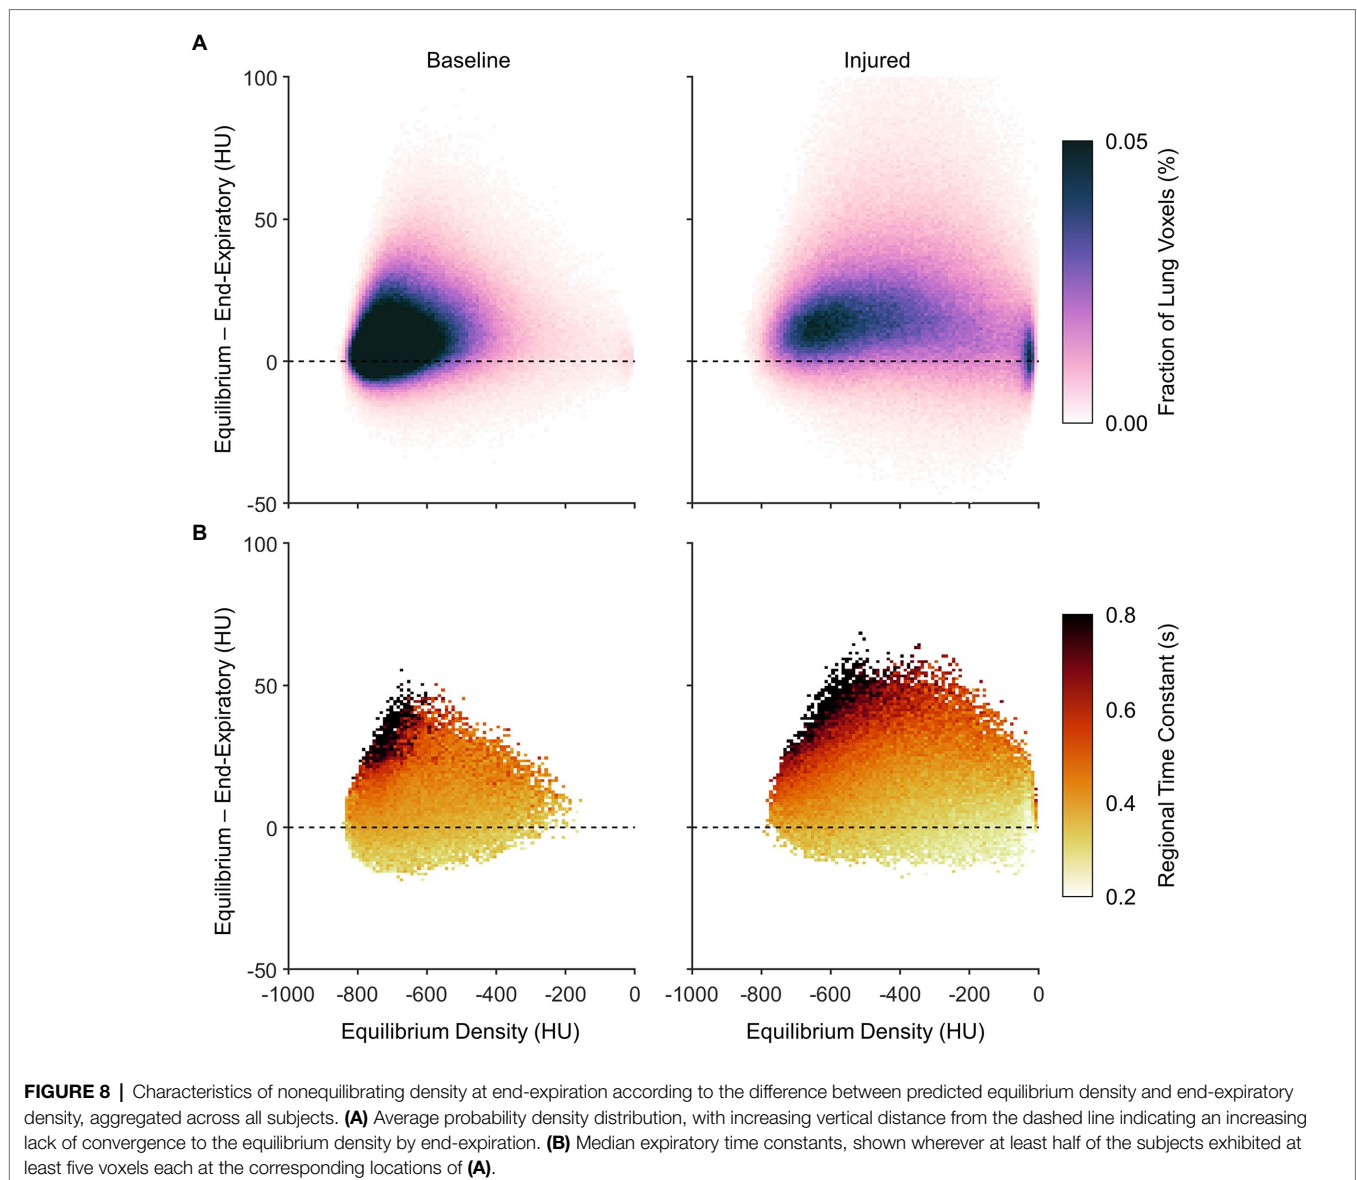 A
Baseline
Injured
100
50
0
-50
Equilibrium – End-Expiratory (HU)
0.05
0.00
Fraction of Lung Voxels (%)
B
100
50
0
-50
Equilibrium – End-Expiratory (HU)
0.8
0.6
0.4
0.2
Regional Time Constant (s)
-1000 -800 -600 -400 -200 0
-1000 -800 -600 -400 -200 0
Equilibrium Density (HU)
Equilibrium Density (HU)
FIGURE 8 | Characteristics of nonequilibrating density at end-expiration according to the difference between predicted equilibrium density and end-expiratory
density, aggregated across all subjects. (A) Average probability density distribution, with increasing vertical distance from the dashed line indicating an increasing
lack of convergence to the equilibrium density by end-expiration. (B) Median expiratory time constants, shown wherever at least half of the subjects exhibited at
least five voxels each at the corresponding locations of (A).